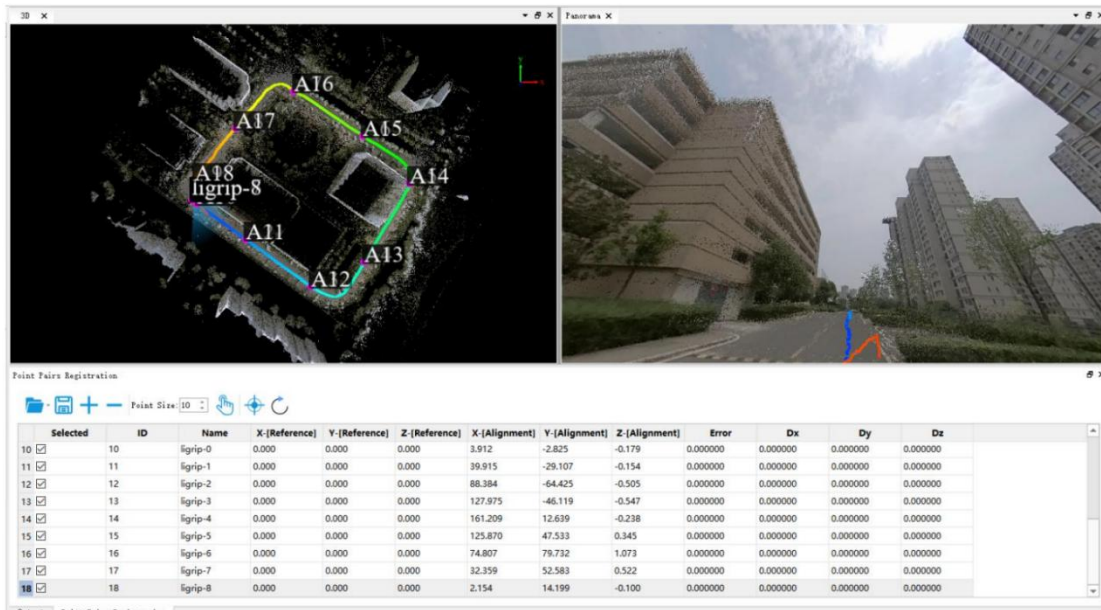 3D
Panorama
A16
A17
A15
A18
A14
ligrip-8
A11
A13
A12
Point Pairs Registration
Point Size: 10
Selected ID Name X-[Reference] Y-[Reference] Z-[Reference] X-[Alignment] Y-[Alignment] Z-[Alignment] Error Dx Dy Dz
10 10 ligrip-0 0.000 0.000 0.000 3.912 -2.825 -0.179 0.000000 0.000000 0.000000 0.000000
11 11 ligrip-1 0.000 0.000 0.000 39.915 -29.107 -0.154 0.000000 0.000000 0.000000 0.000000
12 12 ligrip-2 0.000 0.000 0.000 88.384 -64.425 -0.505 0.000000 0.000000 0.000000 0.000000
13 13 ligrip-3 0.000 0.000 0.000 127.975 -46.119 -0.547 0.000000 0.000000 0.000000 0.000000
14 14 ligrip-4 0.000 0.000 0.000 161.209 12.639 -0.238 0.000000 0.000000 0.000000 0.000000
15 15 ligrip-5 0.000 0.000 0.000 125.870 47.533 0.345 0.000000 0.000000 0.000000 0.000000
16 16 ligrip-6 0.000 0.000 0.000 74.807 79.732 1.073 0.000000 0.000000 0.000000 0.000000
17 17 ligrip-7 0.000 0.000 0.000 32.359 52.583 0.522 0.000000 0.000000 0.000000 0.000000
18 18 ligrip-8 0.000 0.000 0.000 2.154 14.199 -0.100 0.000000 0.000000 0.000000 0.000000